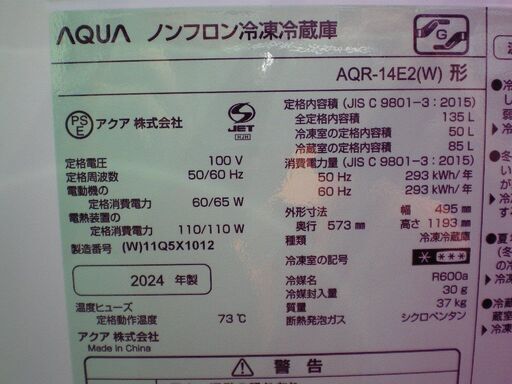 AQUA ノンフロン冷凍冷蔵庫
G
AQR-14E2(W) 形
PSE アクア 株式会社
S JET
定格電圧 100 V
定格周波数 50/60 Hz
電動機の
定格消費電力 60/65 W
電熱装置の
定格消費電力 110/110 W
製造番号 (W)11Q5X1012
2024 年製
温度ヒューズ
定格動作温度 73℃
アクア 株式会社
Made in China
定格内容積 (JIS C 9801-3 : 2015)
全定格内容積 135 L
冷凍室の定格内容積 50 L
冷蔵室の定格内容積 85 L
消費電力量 (JIS C 9801-3 : 2015)
50 Hz 293 kWh/年
60 Hz 293 kWh/年
外形寸法 幅 495 mm
奥行 573 mm 高さ 1193 mm
種類 冷凍冷蔵庫
冷凍室の記号 * ***
冷媒名 R600a
冷媒封入量 30 g
質量 37 kg
断熱発泡ガス シクロペンタン
⚠ 警告